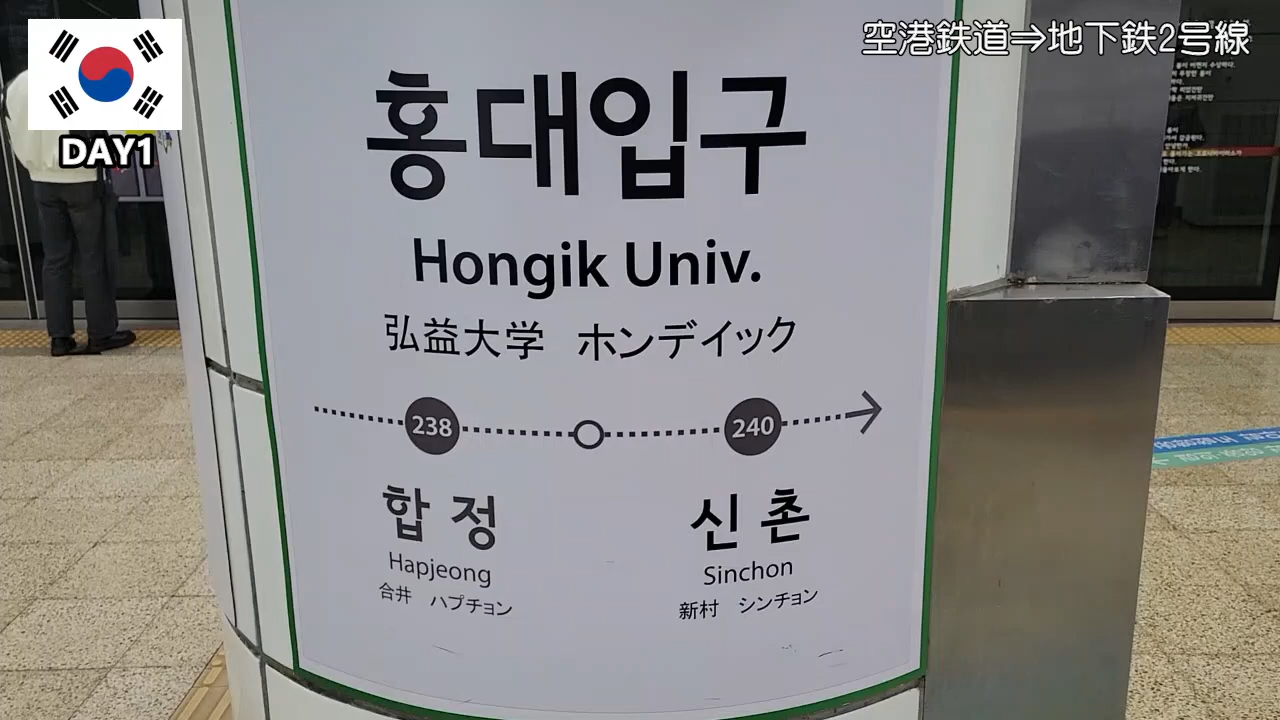 DAY1
空港鉄道⇒地下鉄2号線
홍대입구
Hongik Univ.
弘益大学 ホンデイック
238
240
합정
Hapjeong
合井 ハプチョン
신촌
Sinchon
新村 シンチョン